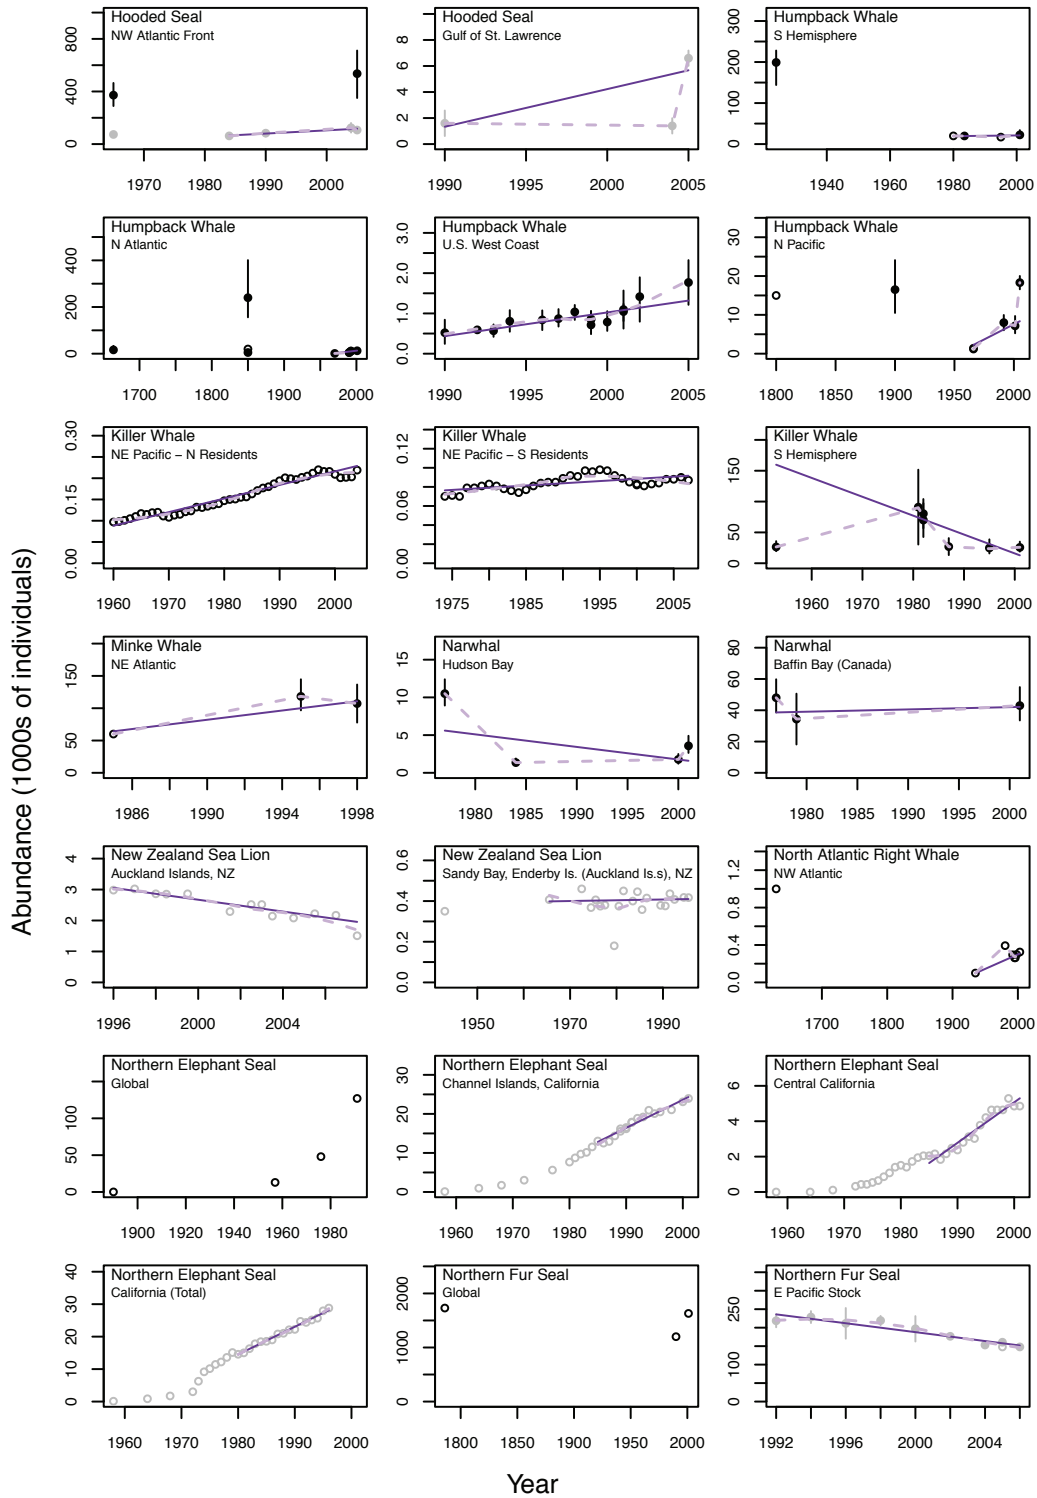 Hooded Seal
NW Atlantic Front
0 400 800
1970 1980 1990 2000
Hooded Seal
Gulf of St. Lawrence
0 2 4 6 8
1990 1995 2000 2005
Humpback Whale
S Hemisphere
0 100 200 300
1940 1960 1980 2000
Humpback Whale
N Atlantic
0 200 400
1700 1800 1900 2000
Humpback Whale
U.S. West Coast
0.0 1.0 2.0 3.0
1990 1995 2000 2005
Humpback Whale
N Pacific
0 10 20 30
1800 1850 1900 1950 2000
Killer Whale
NE Pacific − N Residents
0.00 0.15 0.30
1960 1970 1980 1990 2000
Killer Whale
NE Pacific − S Residents
0.00 0.06 0.12
1975 1985 1995 2005
Killer Whale
S Hemisphere
0 50 150
1960 1970 1980 1990 2000
Minke Whale
NE Atlantic
0 50 150
1986 1990 1994 1998
Narwhal
Hudson Bay
0 5 10 15
1980 1985 1990 1995 2000
Narwhal
Baffin Bay (Canada)
0 20 40 60 80
1980 1985 1990 1995 2000
New Zealand Sea Lion
Auckland Islands, NZ
0 1 2 3 4
1996 2000 2004
New Zealand Sea Lion
Sandy Bay, Enderby Is. (Auckland Is.s), NZ
0.0 0.2 0.4 0.6
1950 1970 1990
North Atlantic Right Whale
NW Atlantic
0.0 0.4 0.8 1.2
1700 1800 1900 2000
Northern Elephant Seal
Global
0 50 100
1900 1920 1940 1960 1980
Northern Elephant Seal
Channel Islands, California
0 10 20 30
1960 1970 1980 1990 2000
Northern Elephant Seal
Central California
0 2 4 6
1960 1970 1980 1990 2000
Northern Elephant Seal
California (Total)
0 10 20 30 40
1960 1970 1980 1990 2000
Northern Fur Seal
Global
0 1000 2000
1800 1850 1900 1950 2000
Northern Fur Seal
E Pacific Stock
0 100 250
1992 1996 2000 2004
Abundance (1000s of individuals)
Year